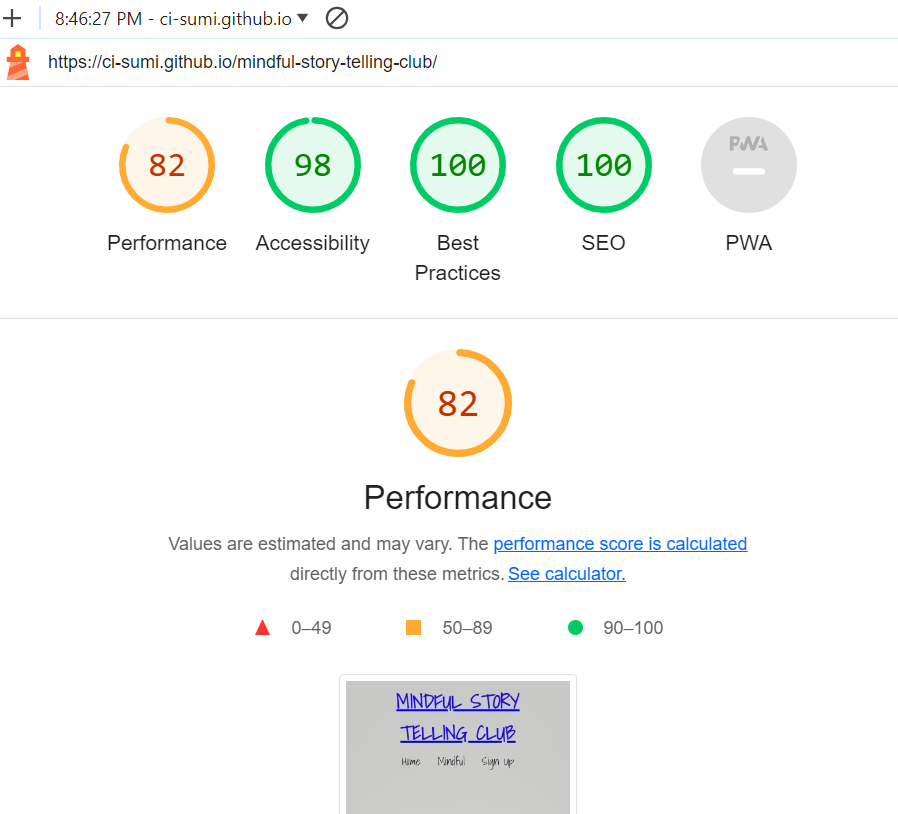 8:46:27 PM - ci-sumi.github.io
https://ci-sumi.github.io/mindful-story-telling-club/
82 98 100 100 PWA
Performance Accessibility Best SEO PWA
Practices
82
Performance
Values are estimated and may vary. The performance score is calculated
directly from these metrics. See calculator.
0–49 50–89 90–100
MINDFUL STORY
TELLING CLUB
Home Mindful Sign Up